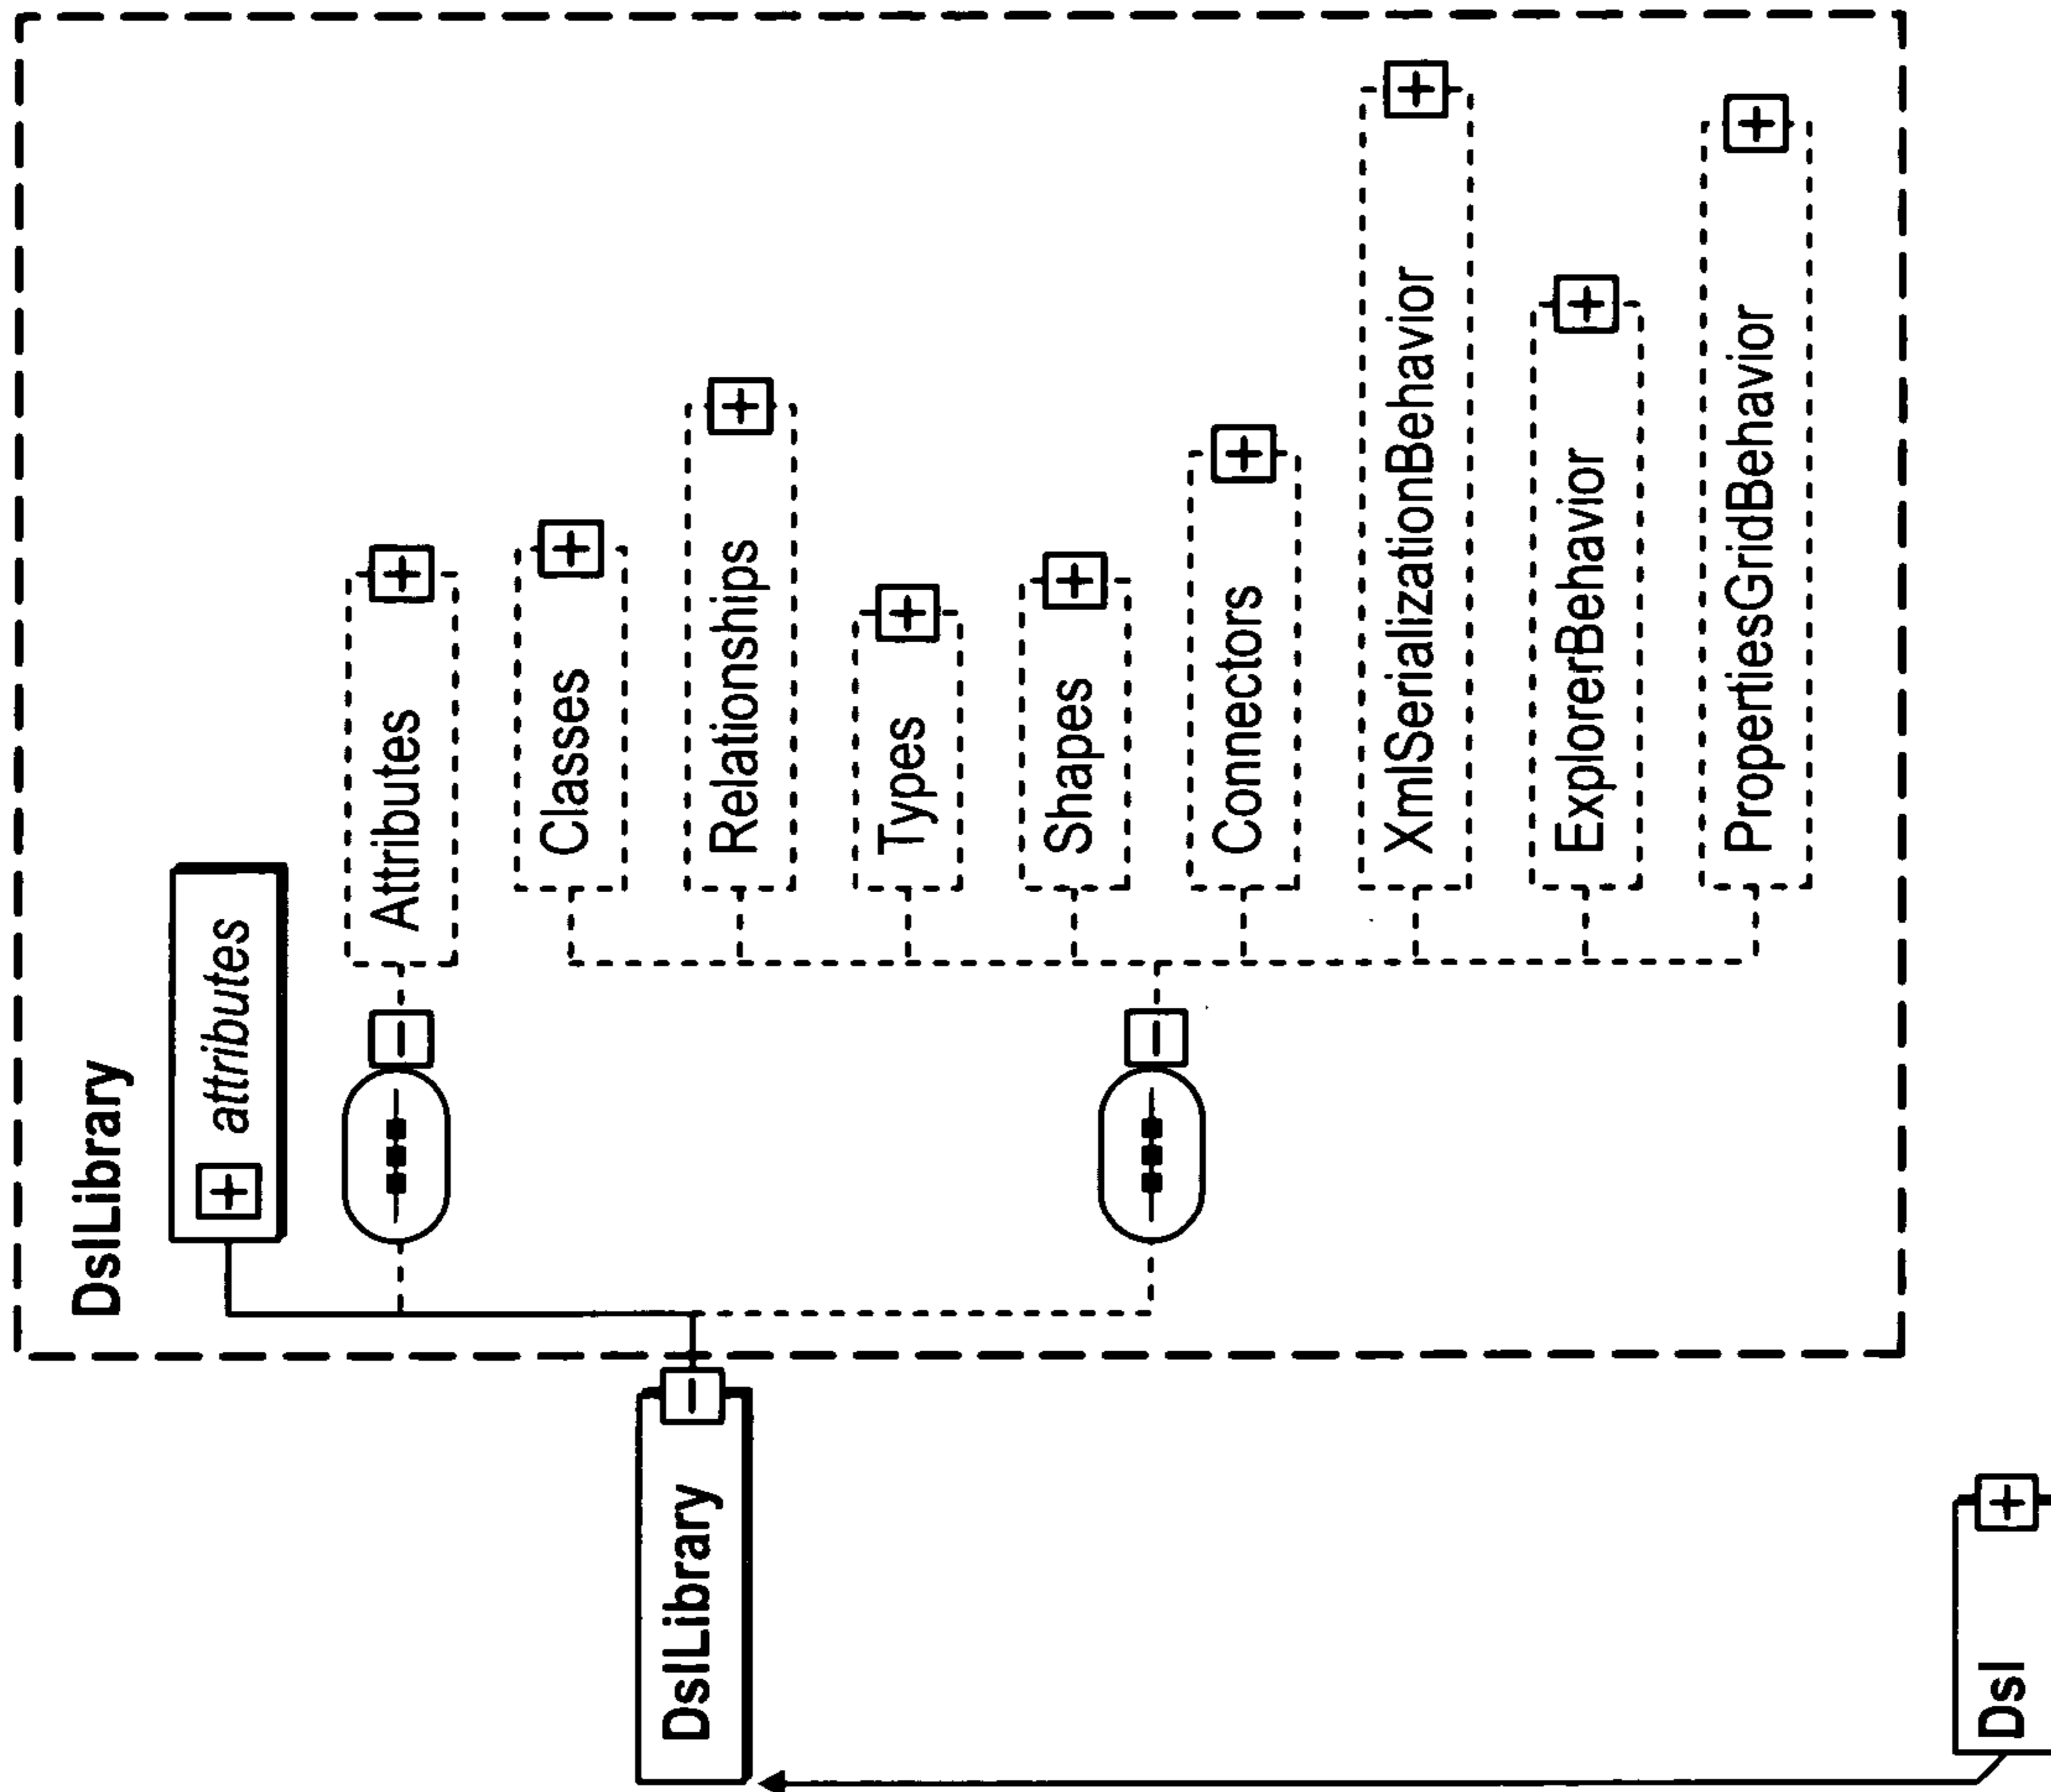 DslLibrary
attributes
Attributes
Classes
Relationships
Types
Shapes
Connectors
XmlSerializationBehavior
ExplorerBehavior
PropertiesGridBehavior
DslLibrary
Dsl